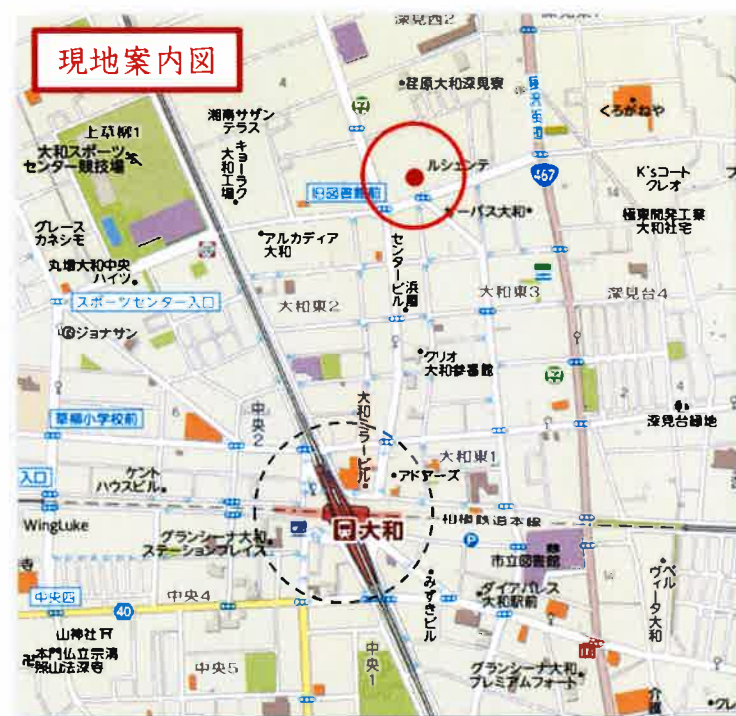 深見西2
現地案内図
荏原大和深見寮
湘南サザン
テラス
くろがねや
上草柳1
大和スポーツ
センター競技場
キョーラク
大和工場
ルシェンテ
467
K'sコート
クレオ
旧図書館前
オーパス大和
極東開発工業
大和社宅
グレース
カネシモ
アルカディア
大和
センタービル
浜屋
丸増大和中央
ハイツ
スポーツセンター入口
大和東2
大和東3
深見台4
ジョナサン
クリオ
大和参番館
草柳小学校前
中央2
大和ミラービル
大和東1
深見台緑地
入口
ケント
ハウスビル
アドヤーズ
WingLuke
大和
相模鉄道本線
グランシーナ大和
ステーションプレイス
P
市立図書館
寺
中央四
40
中央4
みずきビル
ダイアパレス
大和駅前
ベル
ヴィータ大和
山神社
本門仏立宗
中央5
中央1
グランシーナ大和
プレミアムフォート
介護
クレ